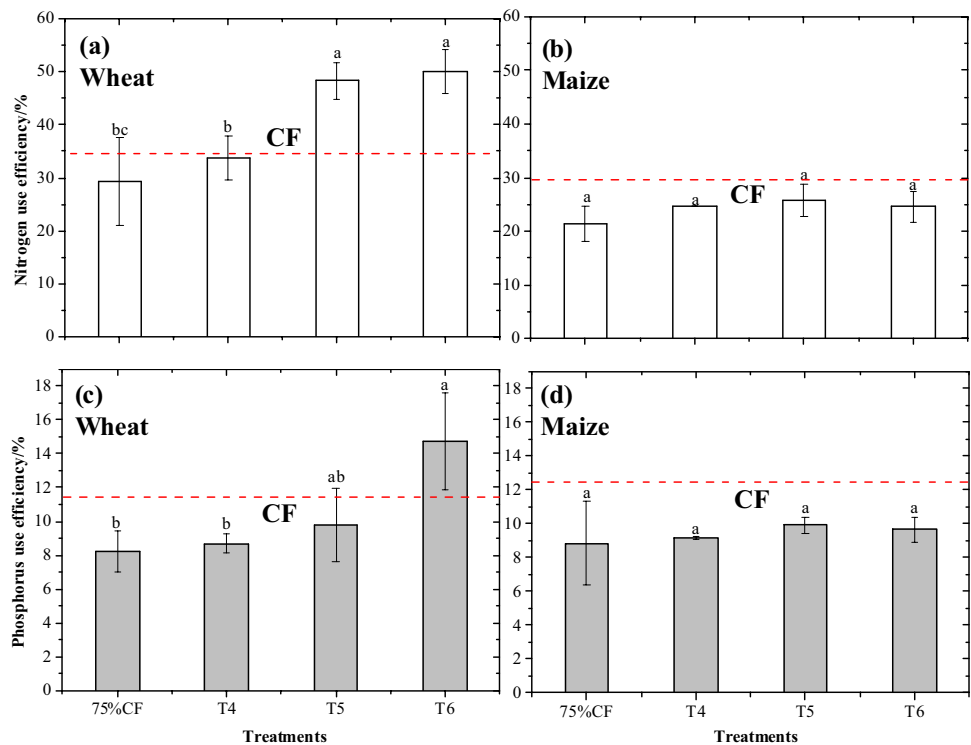 (a)
Wheat
Nitrogen use efficiency/%
60
50
40
30
20
10
0
bc
b
a
a
CF
(b)
Maize
60
50
40
30
20
10
0
a
a
a
a
CF
(c)
Wheat
Phosphorus use efficiency/%
18
16
14
12
10
8
6
4
2
0
b
b
ab
a
CF
75%CF T4 T5 T6
Treatments
(d)
Maize
18
16
14
12
10
8
6
4
2
0
a
a
a
a
CF
75%CF T4 T5 T6
Treatments